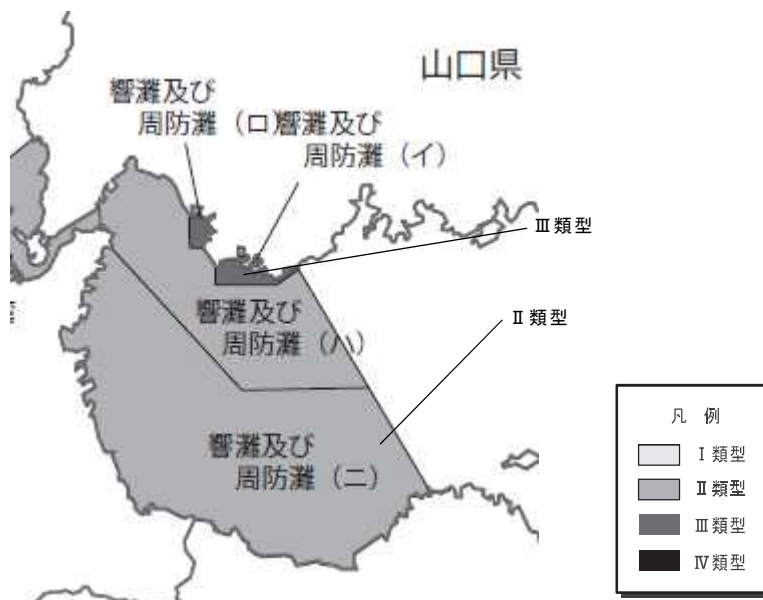 山口県
響灘及び
周防灘（ロ）
響灘及び
周防灘（イ）
Ⅲ類型
響灘及び
周防灘（ハ）
Ⅱ類型
響灘及び
周防灘（ニ）
凡 例
Ⅰ類型
Ⅱ類型
Ⅲ類型
Ⅳ類型